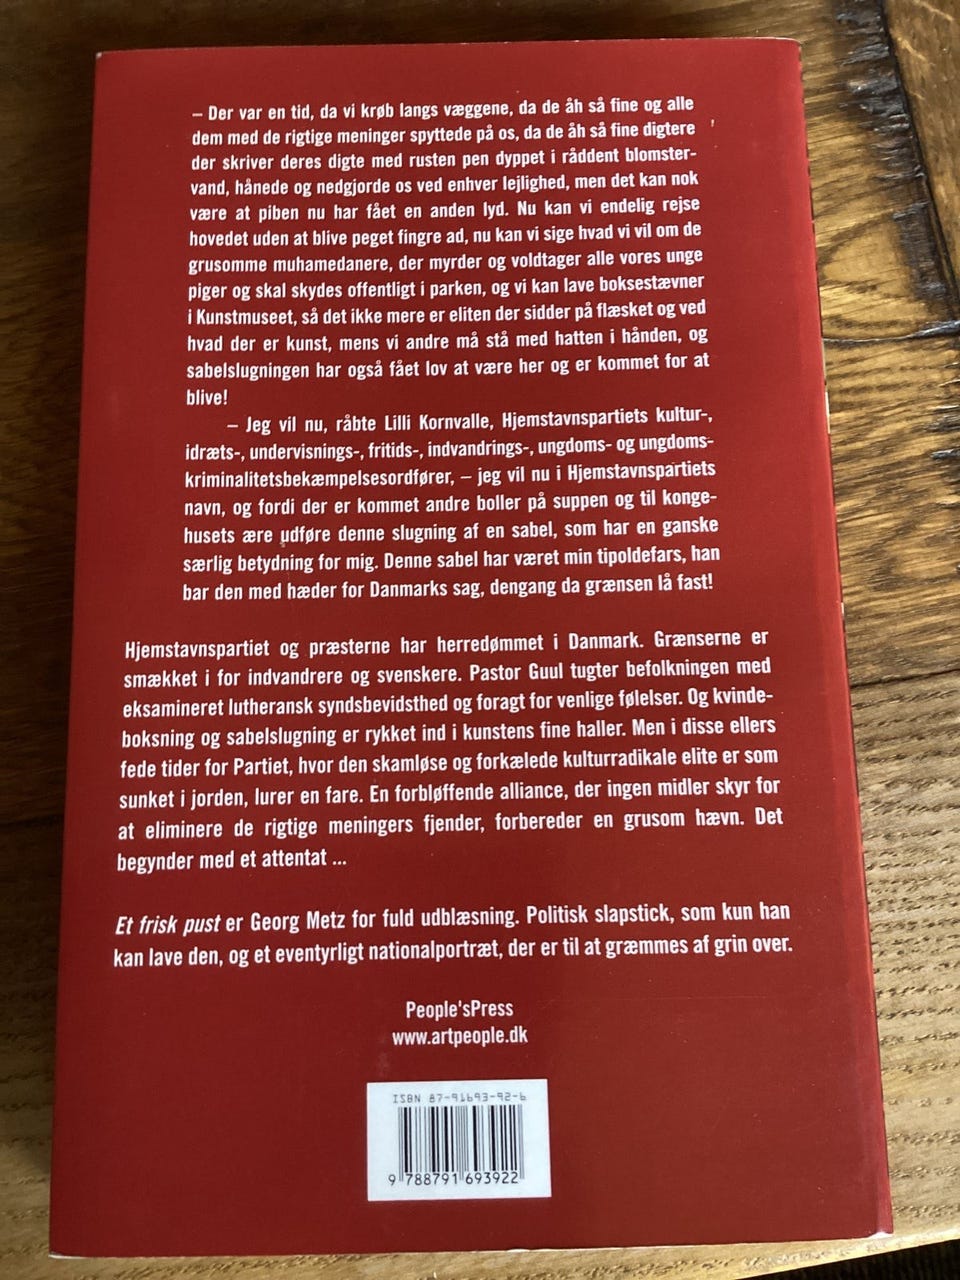 – Der var en tid, da vi krøb langs væggene, da de åh så fine og alle
dem med de rigtige meninger spyttede på os, da de åh så fine digtere
der skriver deres digte med rusten pen dyppet i råddent blomster-
vand, hånede og nedgjorde os ved enhver lejlighed, men det kan nok
være at piben nu har fået en anden lyd. Nu kan vi endelig rejse
hovedet uden at blive peget fingre ad, nu kan vi sige hvad vi vil om de
grusomme muhamedanere, der myrder og voldtager alle vores unge
piger og skal skydes offentligt i parken, og vi kan lave boksestævner
i Kunstmuseet, så det ikke mere er eliten der sidder på flæsket og ved
hvad der er kunst, mens vi andre må stå med hatten i hånden, og
sabelslugningen har også fået lov at være her og er kommet for at
blive!
– Jeg vil nu, råbte Lilli Kornvalle, Hjemstavnspartiets kultur-,
idræts-, undervisnings-, fritids-, indvandrings-, ungdoms- og ungdoms-
kriminalitetsbekæmpelsesordfører, – jeg vil nu i Hjemstavnspartiets
navn, og fordi der er kommet andre boller på suppen og til konge-
husets ære udføre denne slugning af en sabel, som har en ganske
særlig betydning for mig. Denne sabel har været min tipoldefars, han
bar den med hæder for Danmarks sag, dengang da grænsen lå fast!
Hjemstavnspartiet og præsterne har herredømmet i Danmark. Grænserne er
smækket i for indvandrere og svenskere. Pastor Guul tugter befolkningen med
eksamineret luthersk syndsbevidsthed og foragt for venlige følelser. Og kvinde-
boksning og sabelslugning er rykket ind i kunstens fine haller. Men i disse ellers
fede tider for Partiet, hvor den skamløse og forkælede kulturradikale elite er som
sunket i jorden, lurer en fare. En forbløffende alliance, der ingen midler skyr for
at eliminere de rigtige meningers fjender, forbereder en grusom hævn. Det
begynder med et attentat ...
Et frisk pust er Georg Metz for fuld udblæsning. Politisk slapstick, som kun han
kan lave den, og et eventyrligt nationalportræt, der er til at græmmes af grin over.
People'sPress
www.artpeople.dk
ISBN 87-91693-92-6
9 788791 693922